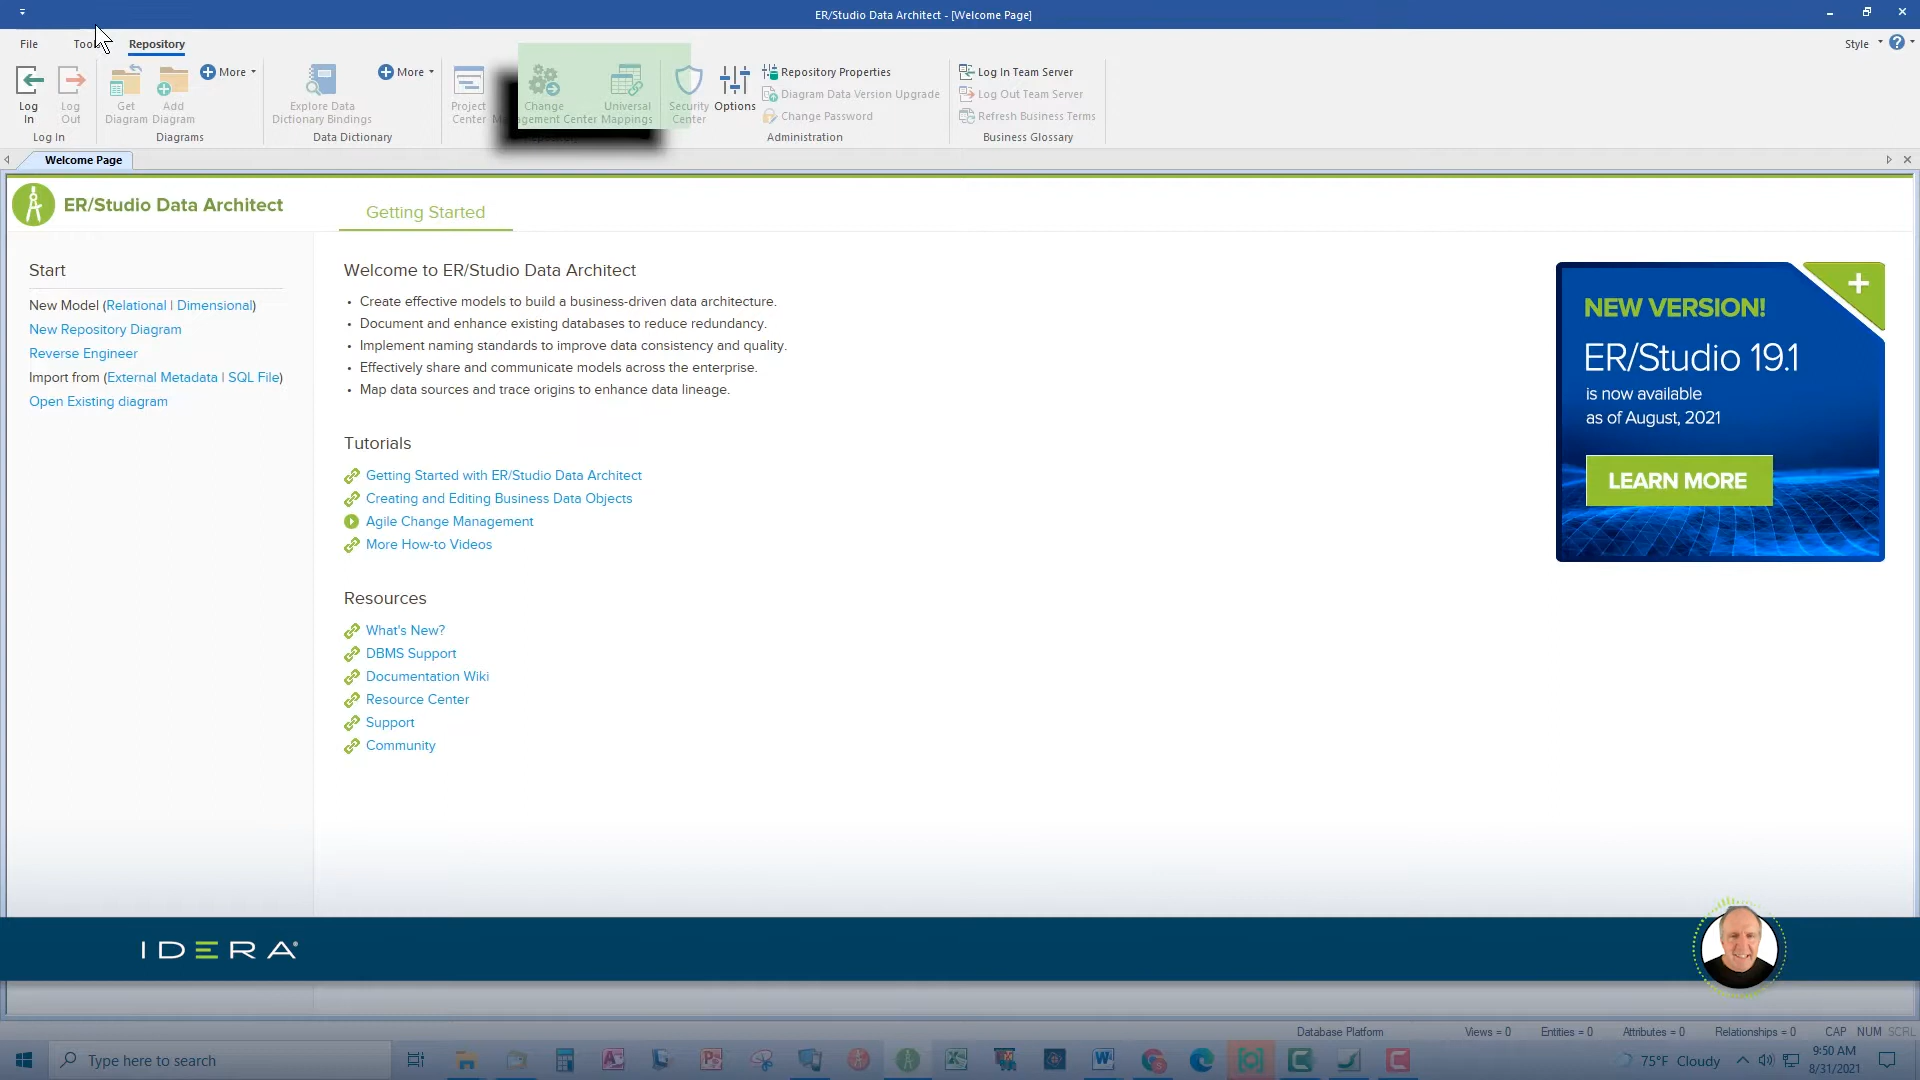 ER/Studio Data Architect - [Welcome Page]
File Repository
Style
Log In
Log Out
Get Diagram
Add Diagram
More
Explore Data Dictionary Bindings
More
Project Center
Change
Universal Mappings
Security Center
Options
Repository Properties
Diagram Data Version Upgrade
Change Password
Log In Team Server
Log Out Team Server
Refresh Business Terms
Log In
Diagrams
Data Dictionary
Administration
Business Glossary
Welcome Page
ER/Studio Data Architect
Getting Started
Start
New Model (Relational | Dimensional)
New Repository Diagram
Reverse Engineer
Import from (External Metadata | SQL File)
Open Existing diagram
Welcome to ER/Studio Data Architect
• Create effective models to build a business-driven data architecture.
• Document and enhance existing databases to reduce redundancy.
• Implement naming standards to improve data consistency and quality.
• Effectively share and communicate models across the enterprise.
• Map data sources and trace origins to enhance data lineage.
Tutorials
Getting Started with ER/Studio Data Architect
Creating and Editing Business Data Objects
Agile Change Management
More How-to Videos
Resources
What's New?
DBMS Support
Documentation Wiki
Resource Center
Support
Community
NEW VERSION!
ER/Studio 19.1
is now available
as of August, 2021
LEARN MORE
IDERA
Database Platform
Views = 0
Entities = 0
Attributes = 0
Relationships = 0
CAP NUM SCRL
Type here to search
75°F Cloudy
9:50 AM
8/31/2021